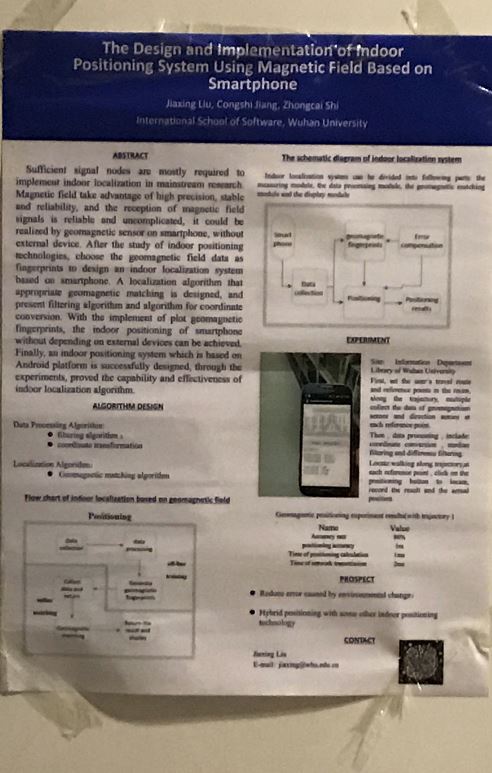 The Design and Implementation of Indoor
Positioning System Using Magnetic Field Based on
Smartphone
Jiaxing Liu, Congshi Jiang, Zhongcai Shi
International School of Software, Wuhan University
ABSTRACT
Sufficient signal nodes are mostly required to
implement indoor localization in mainstream research.
Magnetic field take advantage of high precision, stable
and reliability, and the reception of magnetic field
signals is reliable and uncomplicated, it could be
realized by geomagnetic sensor on smartphone, without
external device. After the study of indoor positioning
technologies, choose the geomagnetic field data as
fingerprints to design an indoor localization system
based on smartphone. A localization algorithm that
appropriate geomagnetic matching is designed, and
present filtering algorithm and algorithm for coordinate
conversion. With the implement of plot geomagnetic
fingerprints, the indoor positioning of smartphone
without depending on external devices can be achieved.
Finally, an indoor positioning system which is based on
Android platform is successfully designed, through the
experiments, proved the capability and effectiveness of
indoor localization algorithm.
ALGORITHM DESIGN
Data Processing Algorithm:
● filtering algorithm ;
● coordinate transformation
Localization Algorithm:
● Geomagnetic matching algorithm
Flow chart of indoor localization based on geomagnetic field
Positioning
Data
collection
data
processing
off-line
training
Collect
data and
Generate
geomagnetic
fingerprints
online
matching
Geomagnetic
matching
Return the
result and
display
The schematic diagram of indoor localization system
Indoor localization system can be divided into following parts: the
measuring module, the data processing module, the geomagnetic matching
module and the display module
Smart
phone
geomagnetic
fingerprints
Error
compensation
Data
collection
Positioning
Positioning
results
EXPERIMENT
Site: Information Department
Library of Wuhan University
First, set the user's travel route
and reference points in the room,
along the trajectory, multiple
collect the data of geomagnetism
sensor and direction sensor at
each reference point.
Then, data processing, include:
coordinate conversion, median
filtering and difference filtering.
Locate:walking along trajectory,at
each reference point, click on the
positioning button to locate,
record the result and the actual
position.
Geomagnetic positioning experiment results(with trajectory)
Name Value
Accuracy rate
positioning accuracy
Time of positioning calculation
Time of network transmission
PROSPECT
● Reduce error caused by environmental change;
● Hybrid positioning with some other indoor positioning
technology
CONTACT
Jiaxing Liu
E-mail: jiaxing@whu.edu.cn